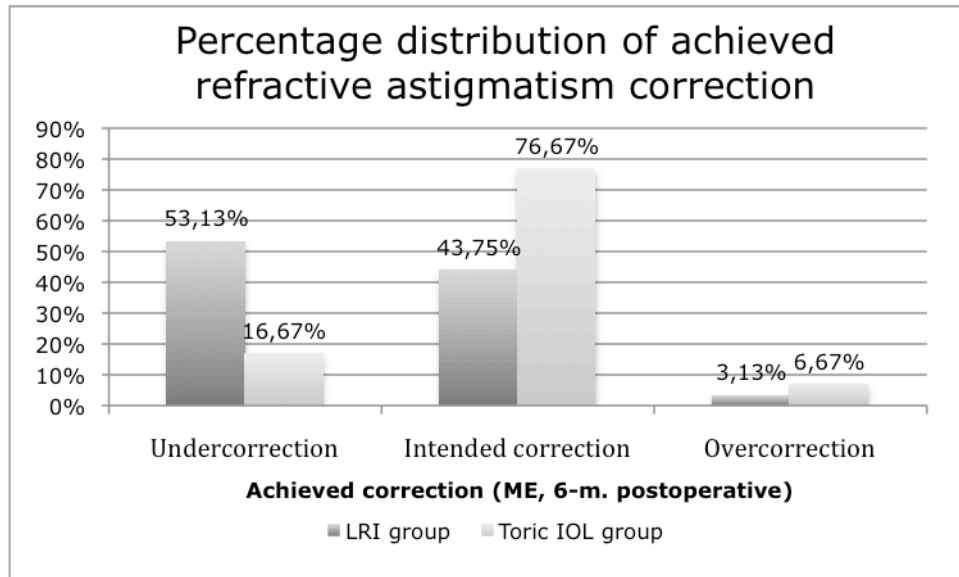 Percentage distribution of achieved
refractive astigmatism correction
90%
80%
70%
60%
50%
40%
30%
20%
10%
0%
53,13%
16,67%
43,75%
76,67%
3,13%
6,67%
Undercorrection
Intended correction
Overcorrection
Achieved correction (ME, 6-m. postoperative)
LRI group
Toric IOL group